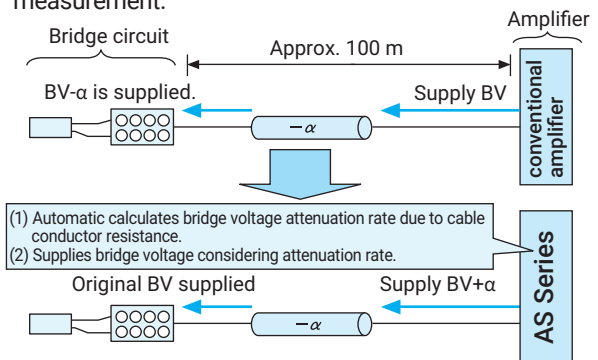 measurement.
Amplifier
Bridge circuit
Approx. 100 m
BV-α is supplied.
Supply BV
−α
conventional
amplifier
(1) Automatic calculates bridge voltage attenuation rate due to cable
conductor resistance.
(2) Supplies bridge voltage considering attenuation rate.
Original BV supplied
Supply BV+α
−α
AS Series